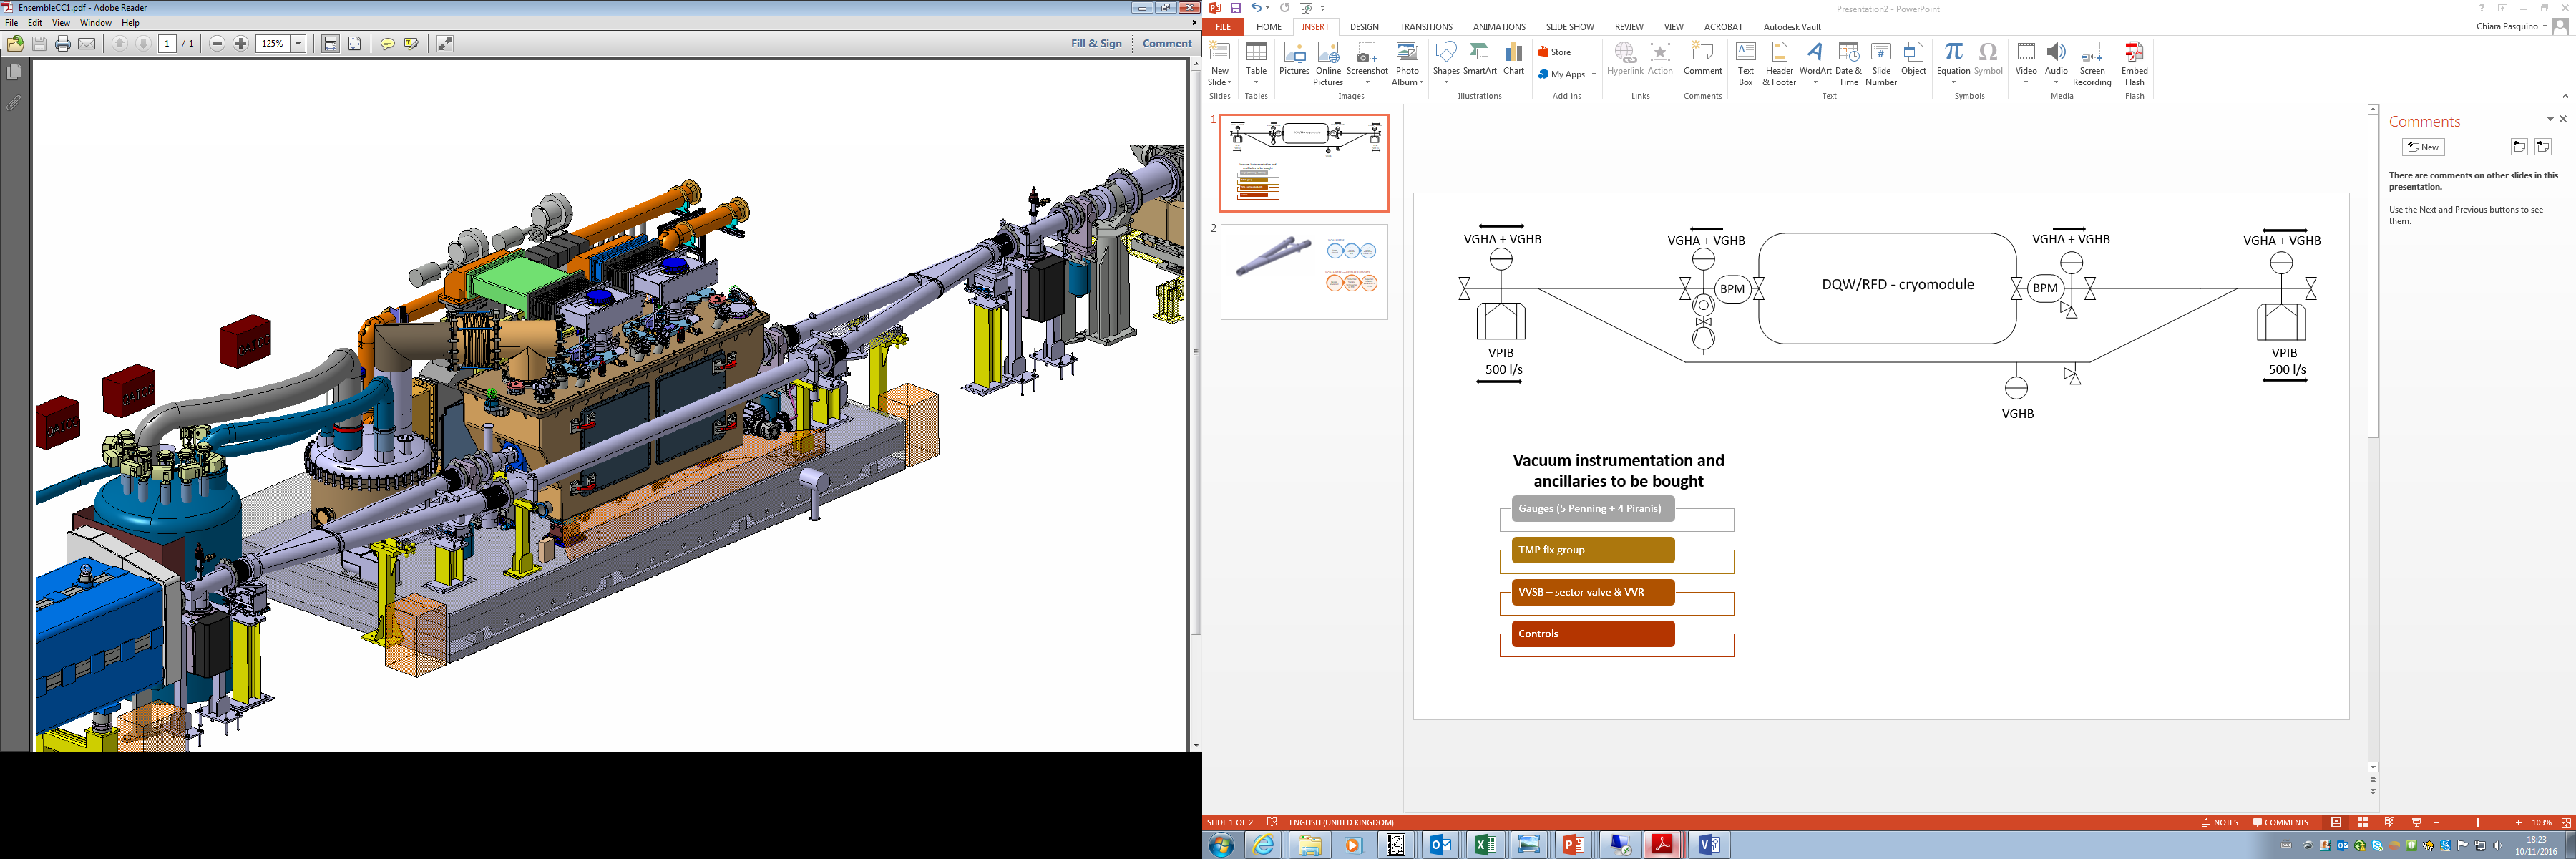 EnsembleCC1.pdf - Adobe Reader
File Edit View Window Help
1 / 1 125% Fill & Sign Comment
Presentation2 - PowerPoint
FILE HOME INSERT DESIGN TRANSITIONS ANIMATIONS SLIDE SHOW REVIEW VIEW ACROBAT Autodesk Vault
Chiara Pasquino
New Slide
Table
Pictures
Online Pictures
Screenshot
Photo Album
Shapes
SmartArt
Chart
Store
My Apps
Hyperlink
Action
Comment
Text Box
Header & Footer
WordArt
Date & Time
Slide Number
Object
Equation
Symbol
Video
Audio
Screen Recording
Embed Flash
Slides Tables Images Illustrations Add-ins Links Comments Text Symbols Media Flash
1
2
VGHA + VGHB
VGHA + VGHB
VGHA + VGHB
VGHA + VGHB
BPM
DQW/RFD - cryomodule
BPM
VPIB
500 l/s
VPIB
500 l/s
VGHB
Vacuum instrumentation and
ancillaries to be bought
Gauges (5 Penning + 4 Piranis)
TMP fix group
VVSB – sector valve & VVR
Controls
Comments
New
There are comments on other slides in this
presentation.
Use the Next and Previous buttons to see
them.
SLIDE 1 OF 2 ENGLISH (UNITED KINGDOM) NOTES COMMENTS 103%
18:23
10/11/2016